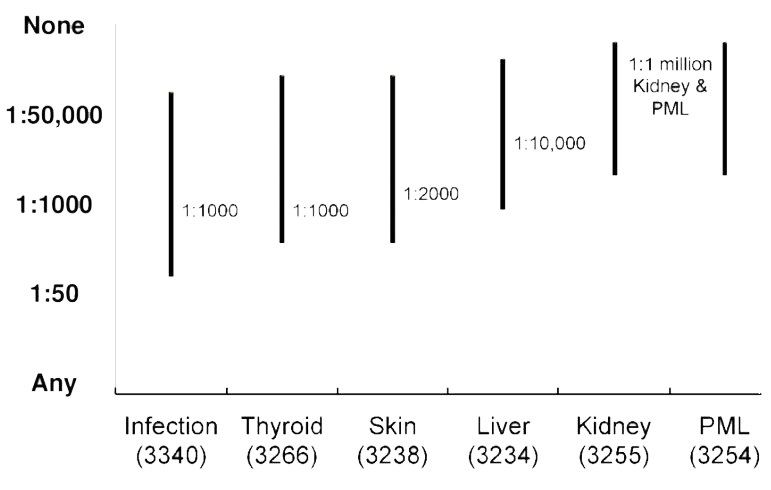 None
1:50,000
1:1000
1:50
Any
1:1000
1:1000
1:2000
1:10,000
1:1 million
Kidney &
PML
Infection Thyroid Skin Liver Kidney PML
(3340) (3266) (3238) (3234) (3255) (3254)